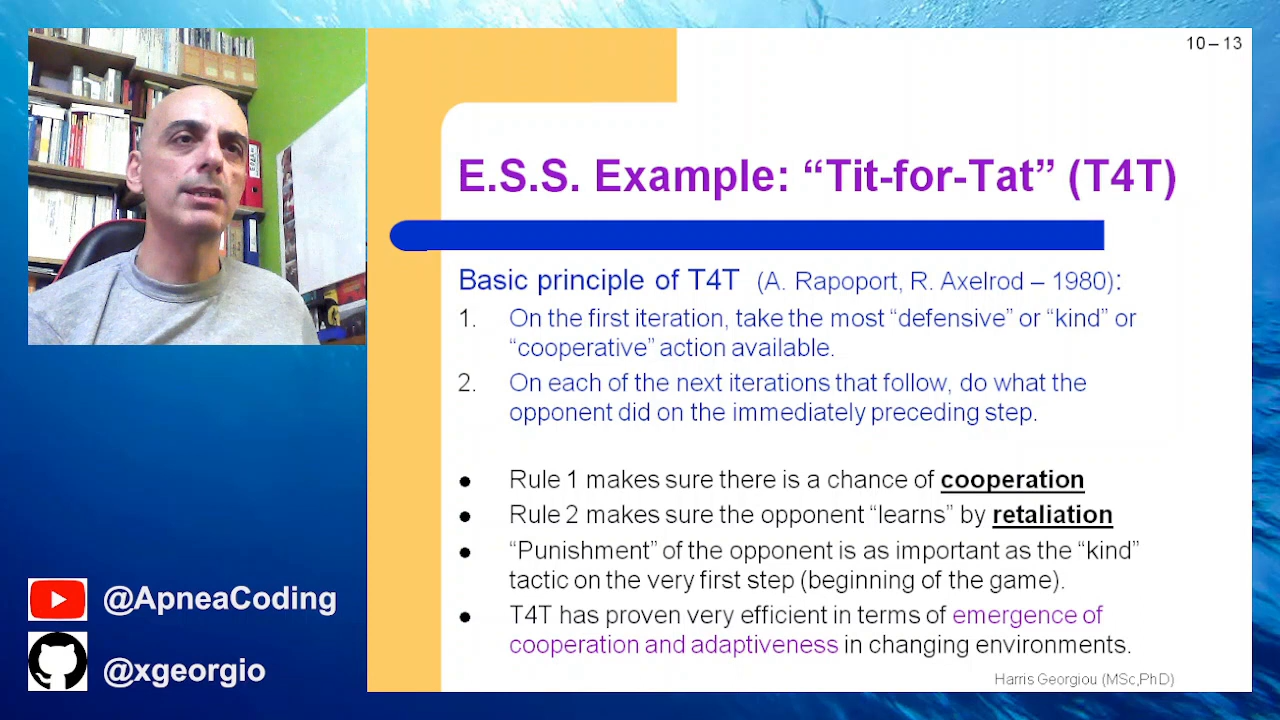 10 – 13
E.S.S. Example: “Tit-for-Tat” (T4T)
Basic principle of T4T (A. Rapoport, R. Axelrod – 1980):
1. On the first iteration, take the most “defensive” or “kind” or
“cooperative” action available.
2. On each of the next iterations that follow, do what the
opponent did on the immediately preceding step.
● Rule 1 makes sure there is a chance of cooperation
● Rule 2 makes sure the opponent “learns” by retaliation
● “Punishment” of the opponent is as important as the “kind”
tactic on the very first step (beginning of the game).
● T4T has proven very efficient in terms of emergence of
cooperation and adaptiveness in changing environments.
Harris Georgiou (MSc,PhD)
@ApneaCoding
@xgeorgio